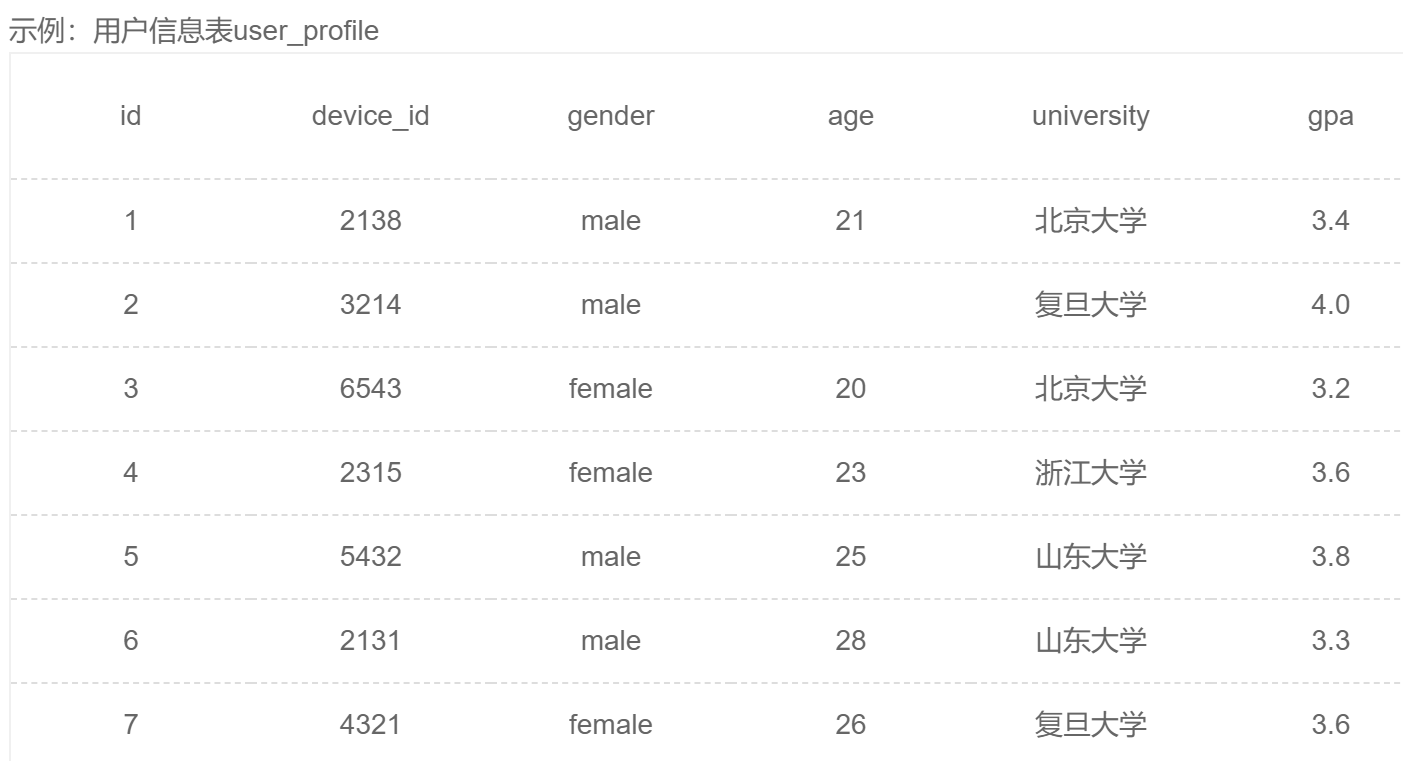 示例：用户信息表user_profile
id device_id gender age university gpa
1 2138 male 21 北京大学 3.4
2 3214 male 复旦大学 4.0
3 6543 female 20 北京大学 3.2
4 2315 female 23 浙江大学 3.6
5 5432 male 25 山东大学 3.8
6 2131 male 28 山东大学 3.3
7 4321 female 26 复旦大学 3.6